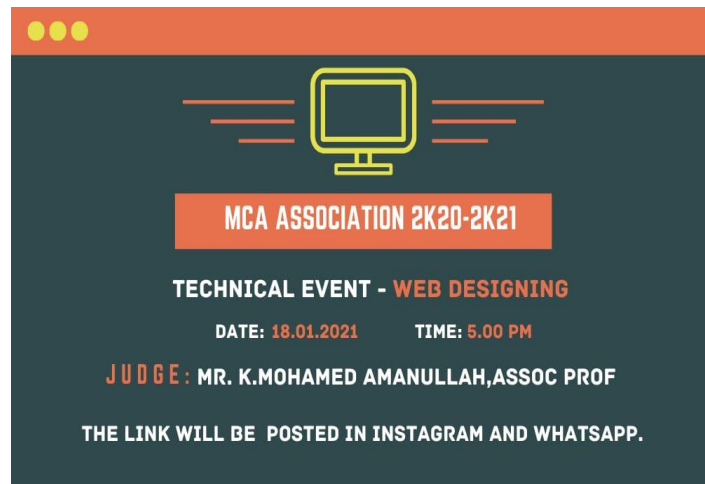 MCA ASSOCIATION 2K20-2K21
TECHNICAL EVENT - WEB DESIGNING
DATE: 18.01.2021 TIME: 5.00 PM
JUDGE: MR. K.MOHAMED AMANULLAH,ASSOC PROF
THE LINK WILL BE POSTED IN INSTAGRAM AND WHATSAPP.